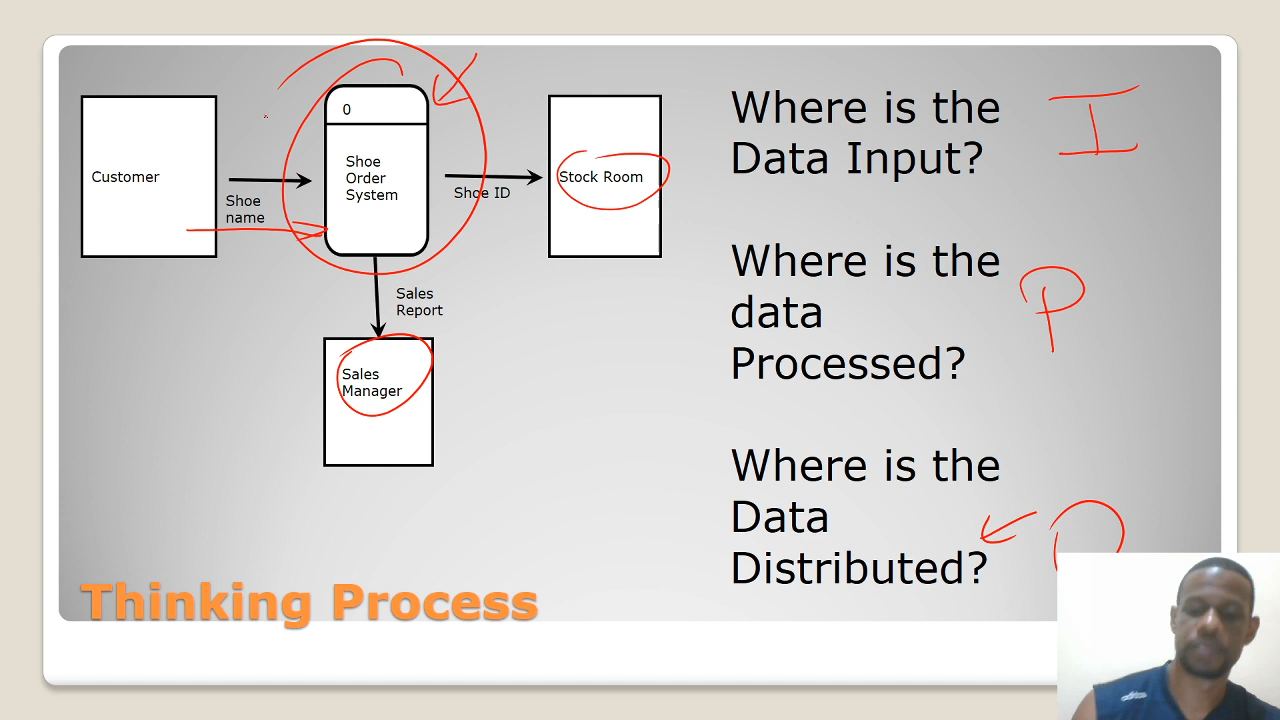 Customer
Shoe
name
0
Shoe
Order
System
Shoe ID
Stock Room
Sales
Report
Sales
Manager
Where is the
Data Input?
I
Where is the
data
Processed?
P
Where is the
Data
Distributed?
Thinking Process